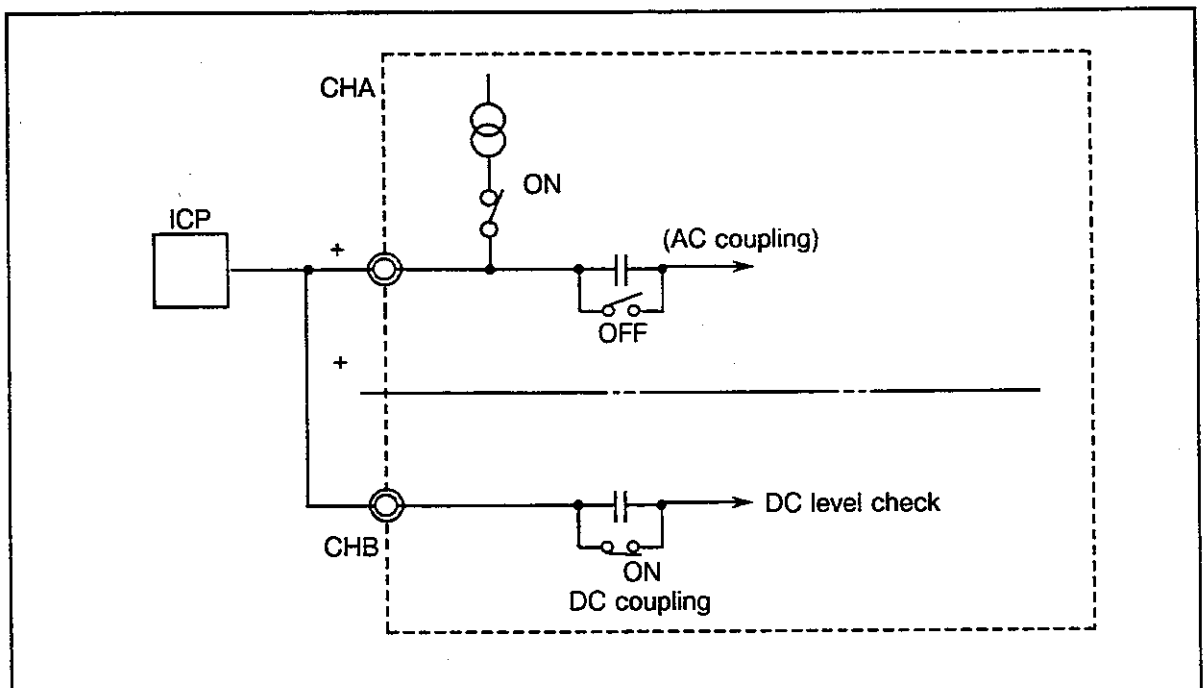 CHA
ON
ICP
+
(AC coupling)
OFF
+
DC level check
CHB
ON
DC coupling